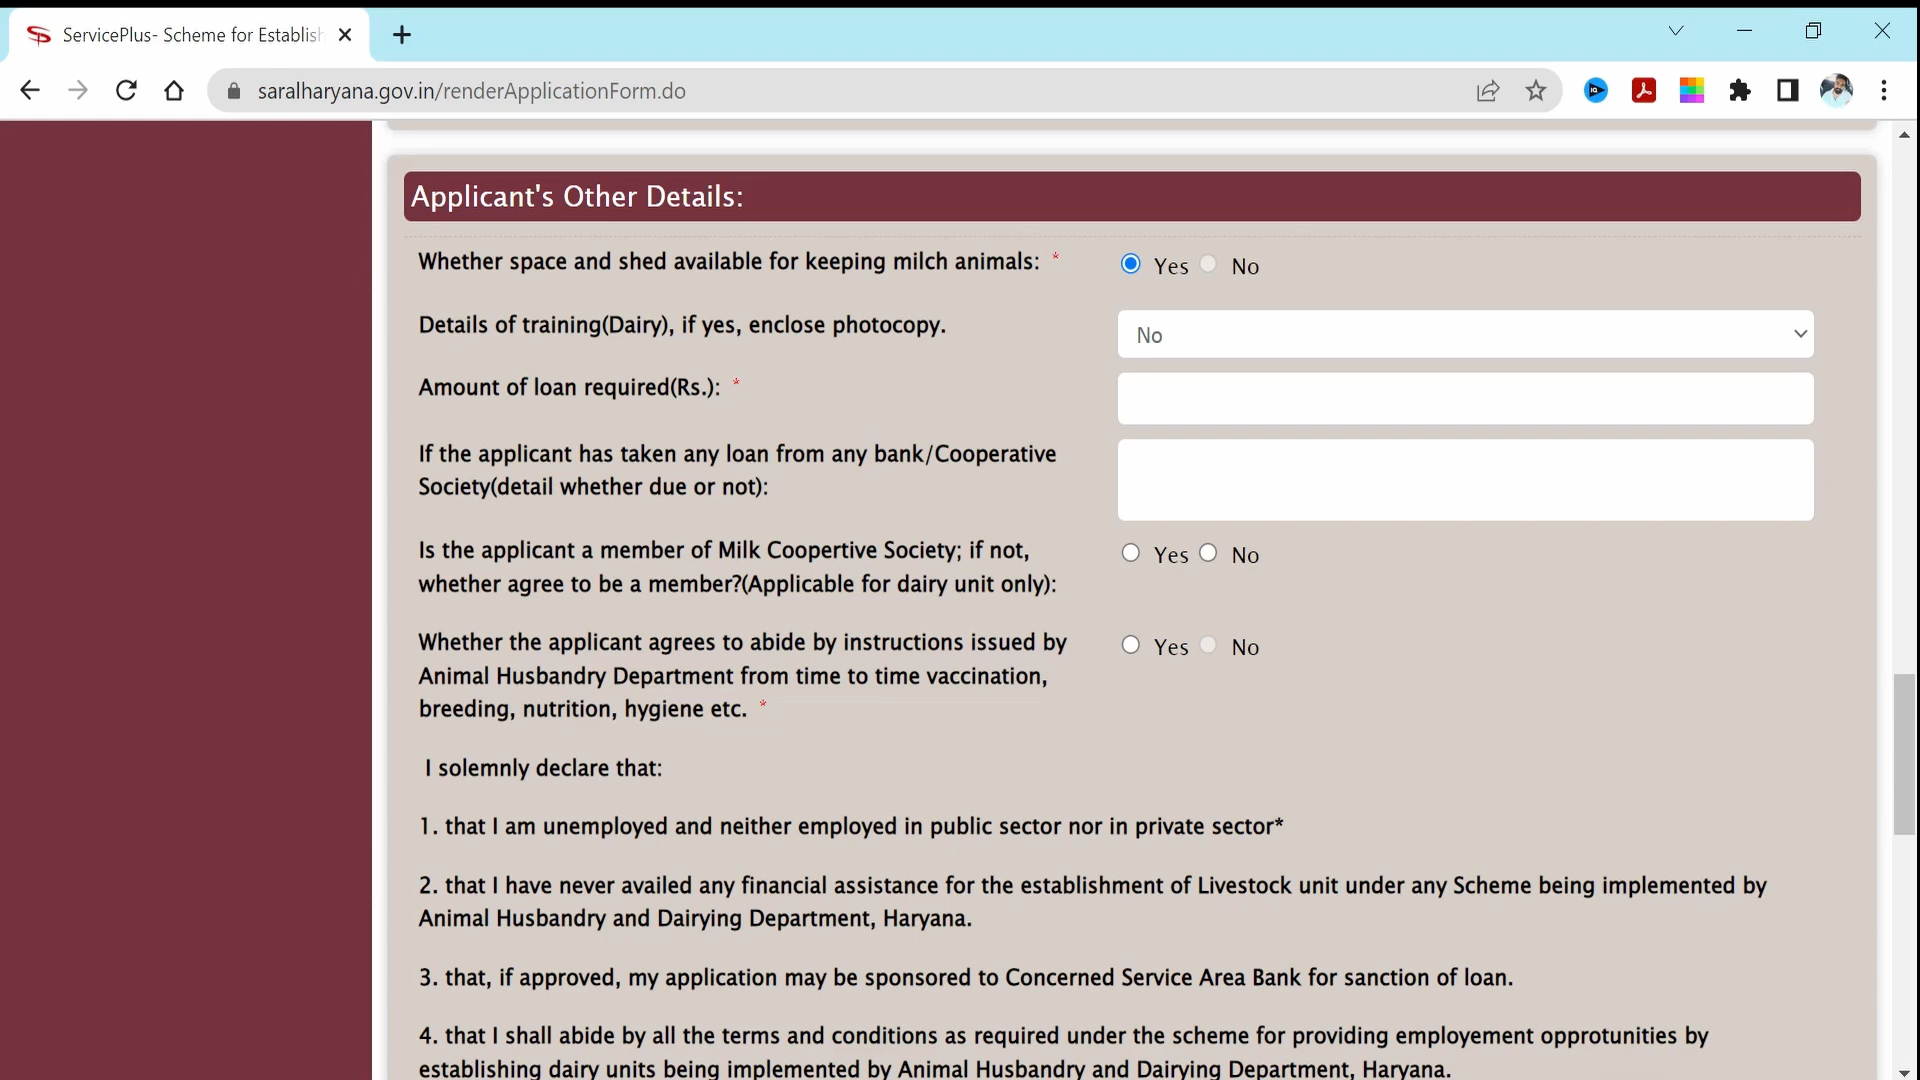 ServicePlus- Scheme for Establish
saralharyana.gov.in/renderApplicationForm.do
Applicant's Other Details:
Whether space and shed available for keeping milch animals: * Yes No
Details of training(Dairy), if yes, enclose photocopy. No
Amount of loan required(Rs.): *
If the applicant has taken any loan from any bank/Cooperative
Society(detail whether due or not):
Is the applicant a member of Milk Coopertive Society; if not, Yes No
whether agree to be a member?(Applicable for dairy unit only):
Whether the applicant agrees to abide by instructions issued by Yes No
Animal Husbandry Department from time to time vaccination,
breeding, nutrition, hygiene etc. *
I solemnly declare that:
1. that I am unemployed and neither employed in public sector nor in private sector*
2. that I have never availed any financial assistance for the establishment of Livestock unit under any Scheme being implemented by
Animal Husbandry and Dairying Department, Haryana.
3. that, if approved, my application may be sponsored to Concerned Service Area Bank for sanction of loan.
4. that I shall abide by all the terms and conditions as required under the scheme for providing employement opprotunities by
establishing dairy units being implemented by Animal Husbandry and Dairying Department, Haryana.